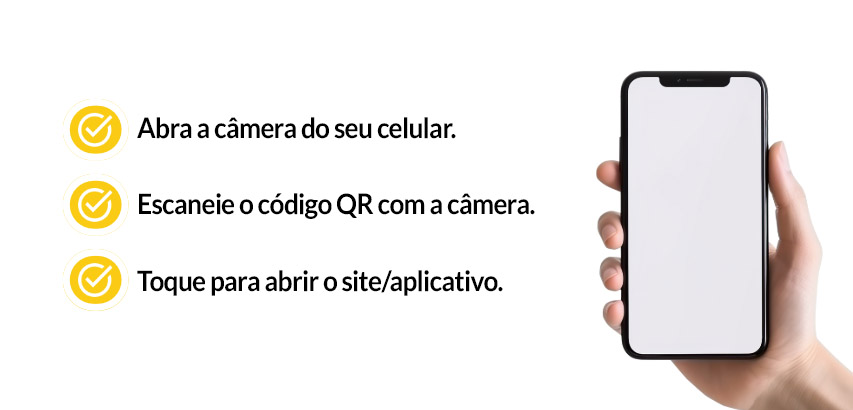 Abra a câmera do seu celular.
Escaneie o código QR com a câmera.
Toque para abrir o site/aplicativo.